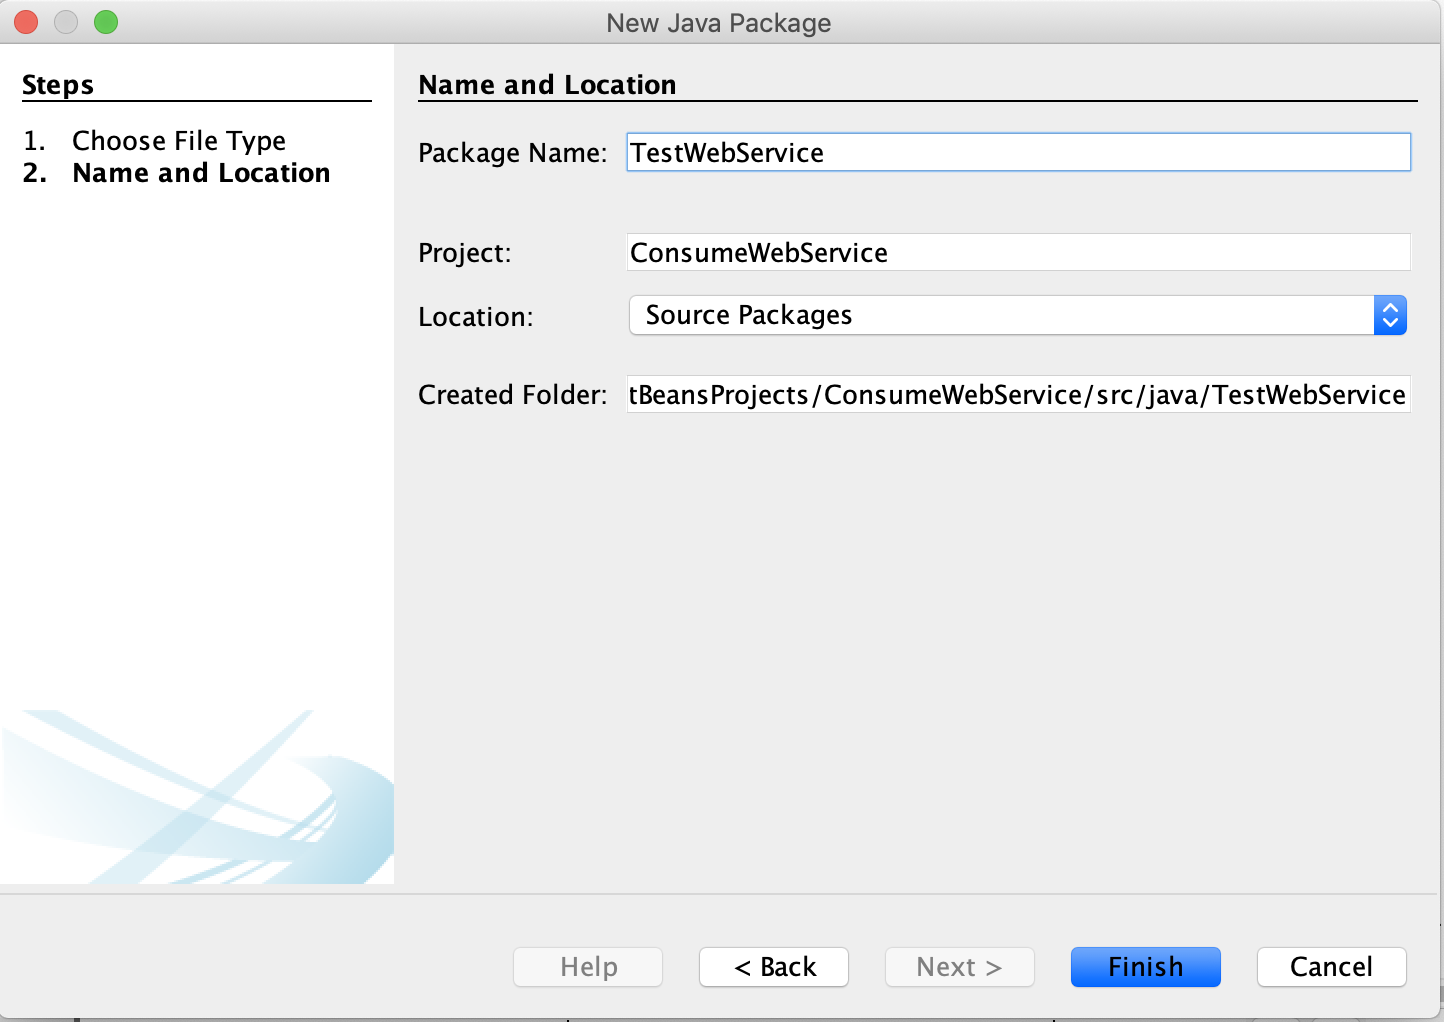 New Java Package
Steps
1. Choose File Type
2. Name and Location
Name and Location
Package Name: TestWebService
Project: ConsumeWebService
Location: Source Packages
Created Folder: tBeansProjects/ConsumeWebService/src/java/TestWebService
Help < Back Next > Finish Cancel